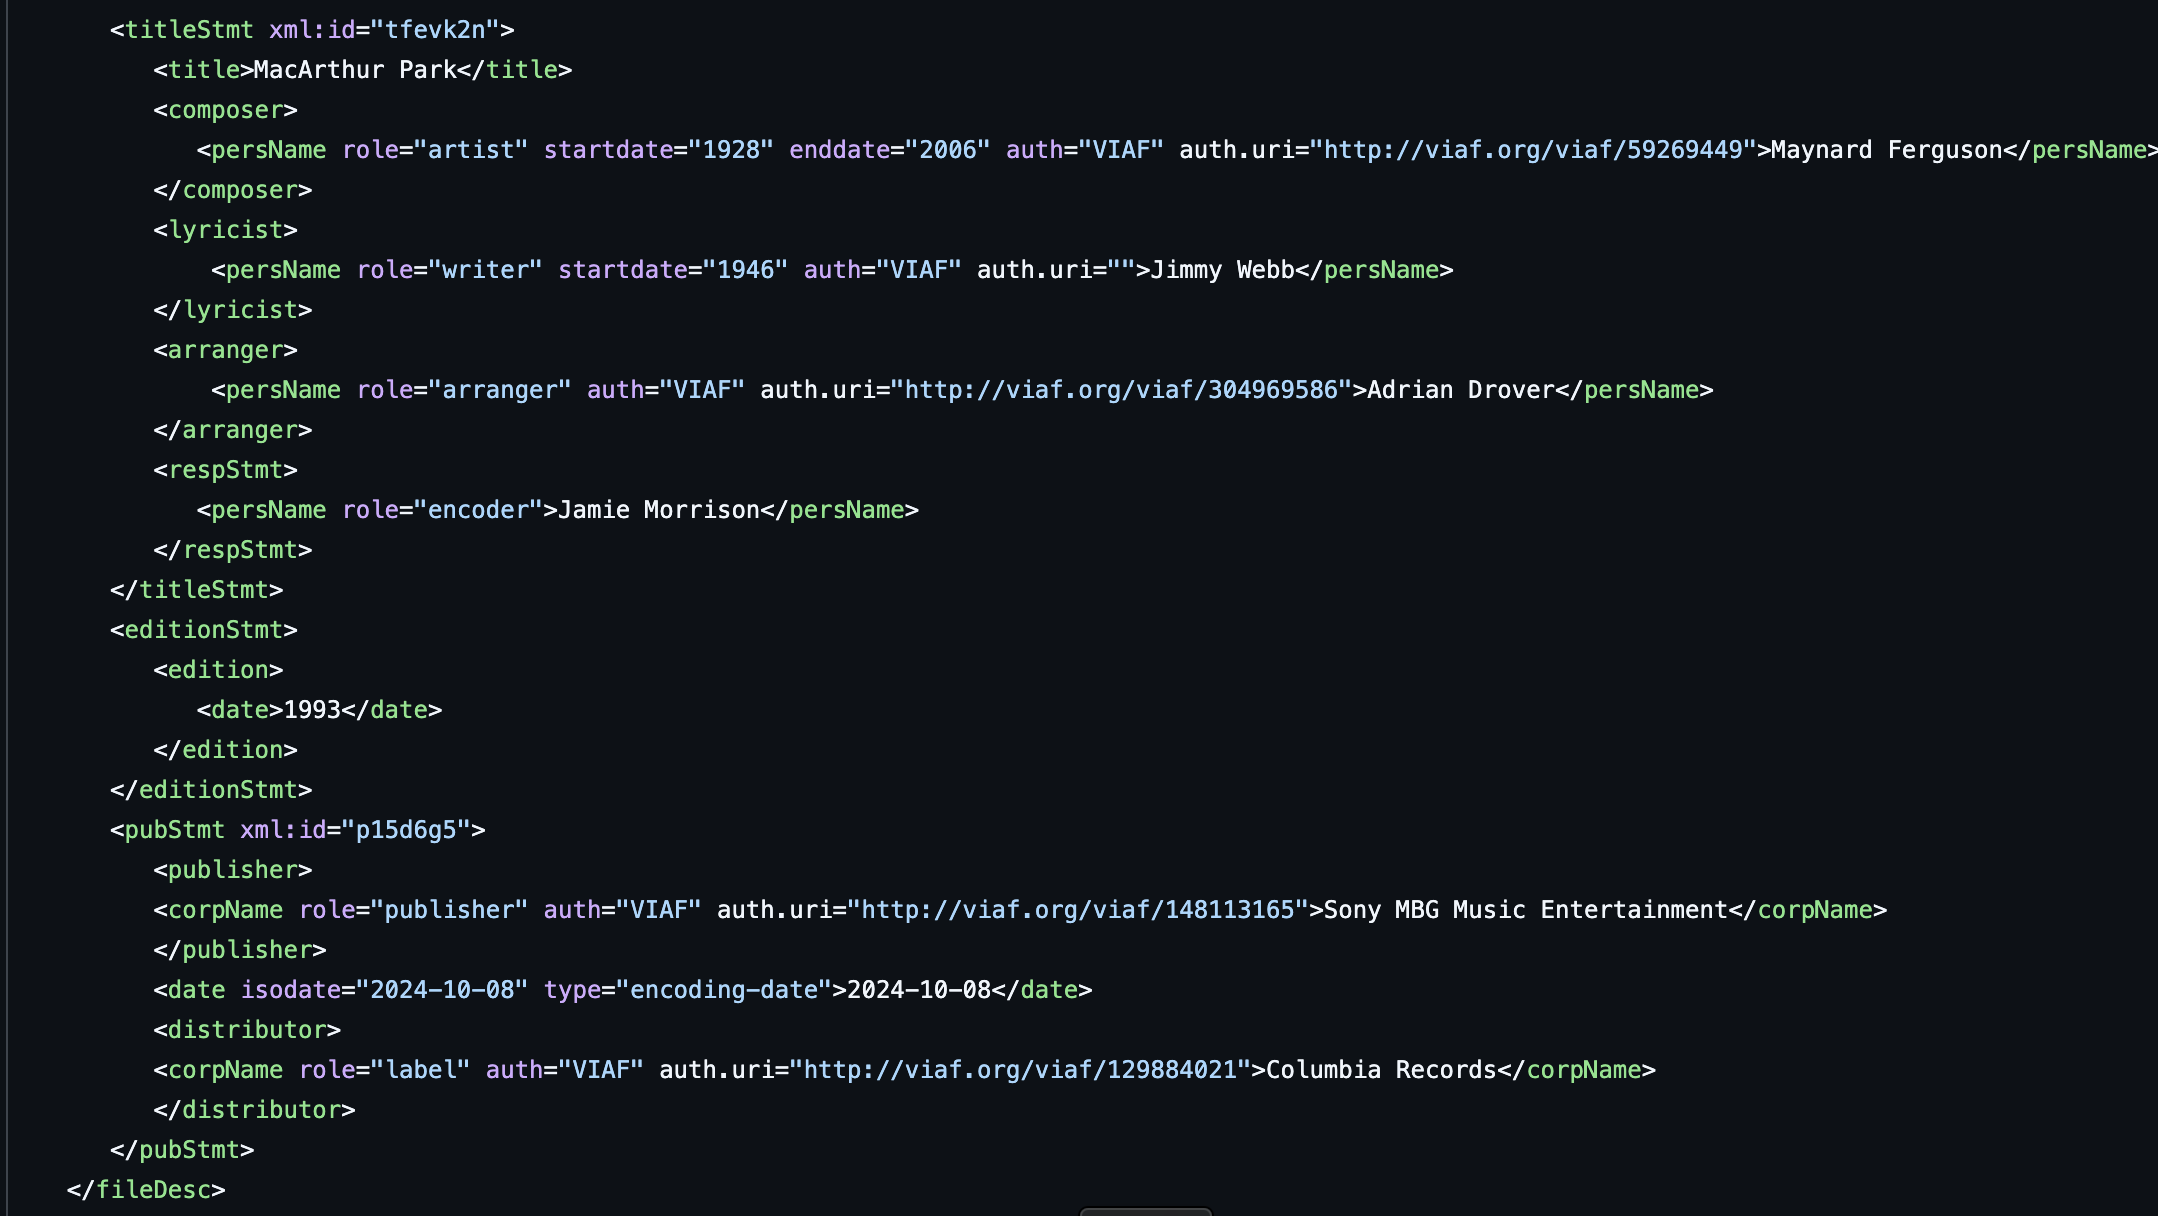 <titleStmt xml:id="tfevk2n">
<title>MacArthur Park</title>
<composer>
<persName role="artist" startdate="1928" enddate="2006" auth="VIAF" auth.uri="http://viaf.org/viaf/59269449">Maynard Ferguson</persName>
</composer>
<lyricist>
<persName role="writer" startdate="1946" auth="VIAF" auth.uri="">Jimmy Webb</persName>
</lyricist>
<arranger>
<persName role="arranger" auth="VIAF" auth.uri="http://viaf.org/viaf/304969586">Adrian Drover</persName>
</arranger>
<respStmt>
<persName role="encoder">Jamie Morrison</persName>
</respStmt>
</titleStmt>
<editionStmt>
<edition>
<date>1993</date>
</edition>
</editionStmt>
<pubStmt xml:id="p15d6g5">
<publisher>
<corpName role="publisher" auth="VIAF" auth.uri="http://viaf.org/viaf/148113165">Sony MBG Music Entertainment</corpName>
</publisher>
<date isodate="2024-10-08" type="encoding-date">2024-10-08</date>
<distributor>
<corpName role="label" auth="VIAF" auth.uri="http://viaf.org/viaf/129884021">Columbia Records</corpName>
</distributor>
</pubStmt>
</fileDesc>